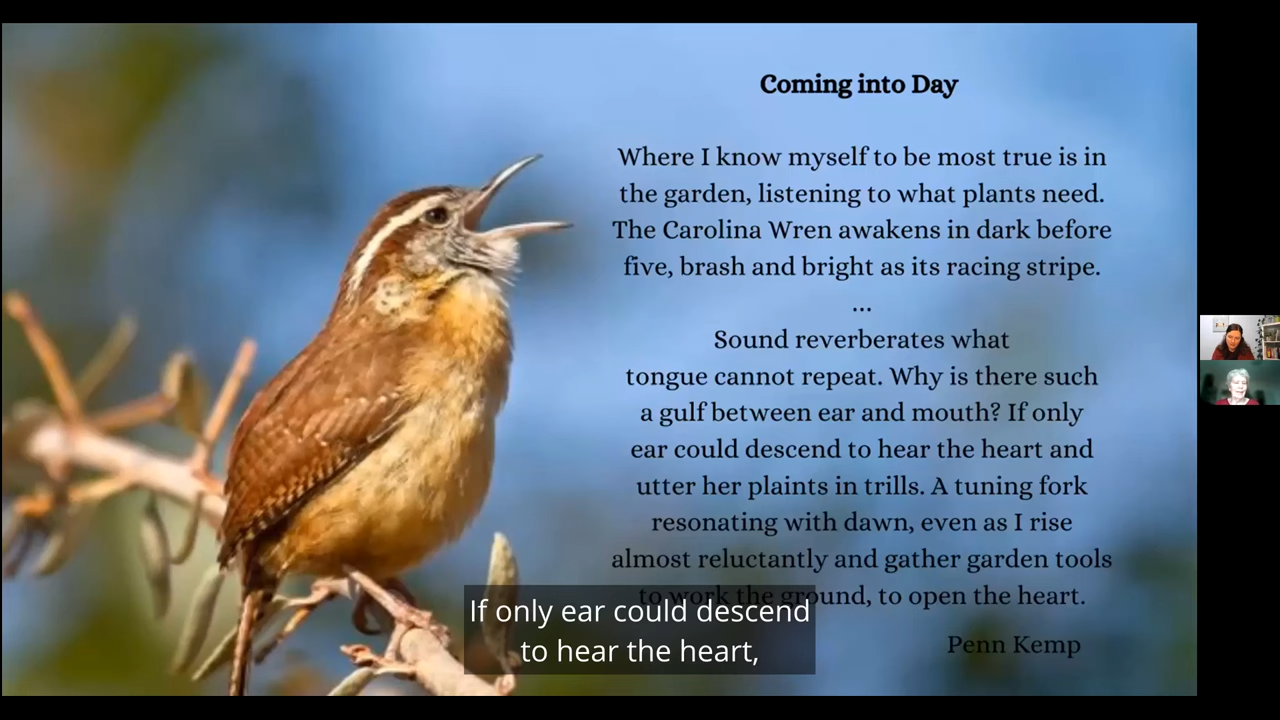 Coming into Day
Where I know myself to be most true is in
the garden, listening to what plants need.
The Carolina Wren awakens in dark before
five, brash and bright as its racing stripe.
...
Sound reverberates what
tongue cannot repeat. Why is there such
a gulf between ear and mouth? If only
ear could descend to hear the heart and
utter her plaints in trills. A tuning fork
resonating with dawn, even as I rise
almost reluctantly and gather garden tools
to work the ground, to open the heart.
Penn Kemp
If only ear could descend
to hear the heart,